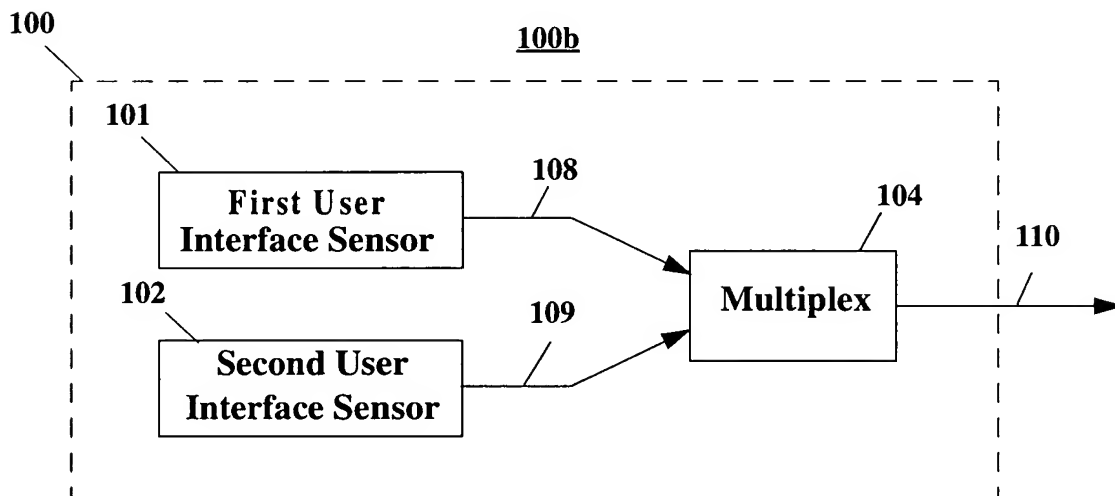 100
100b
101
108
First User
Interface Sensor
104
110
102
Multiplex
109
Second User
Interface Sensor